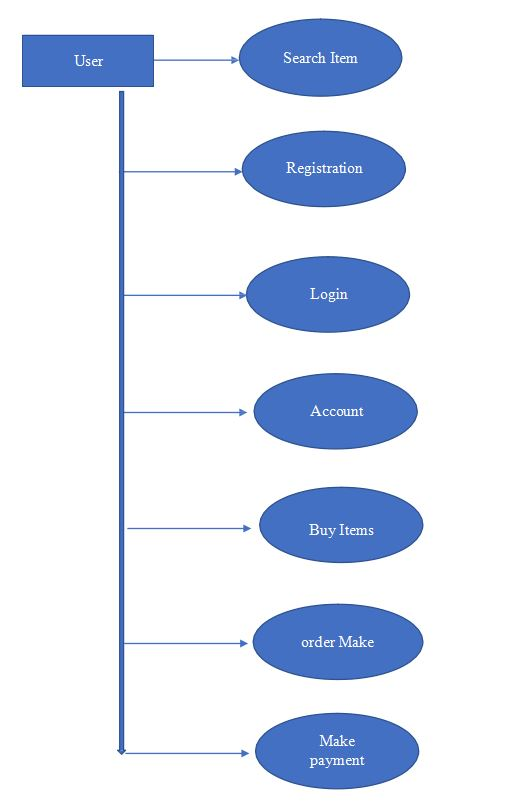 User
Search Item
Registration
Login
Account
Buy Items
order Make
Make
payment